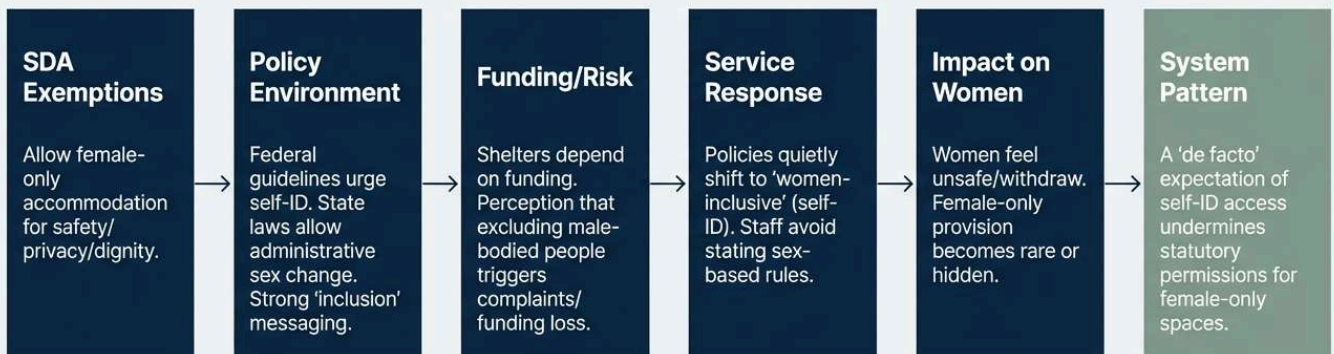 SDA
Exemptions
Allow female-
only
accommodation
for safety/
privacy/dignity.
Policy
Environment
Federal
guidelines urge
self-ID. State
laws allow
administrative
sex change.
Strong ‘inclusion’
messaging.
Funding/Risk
Shelters depend
on funding.
Perception that
excluding male-
bodied people
triggers
complaints/
funding loss.
Service
Response
Policies quietly
shift to ‘women-
inclusive’ (self-
ID). Staff avoid
stating sex-
based rules.
Impact on
Women
Women feel
unsafe/withdraw.
Female-only
provision
becomes rare or
hidden.
System
Pattern
A ‘de facto’
expectation of
self-ID access
undermines
statutory
permissions for
female-only
spaces.